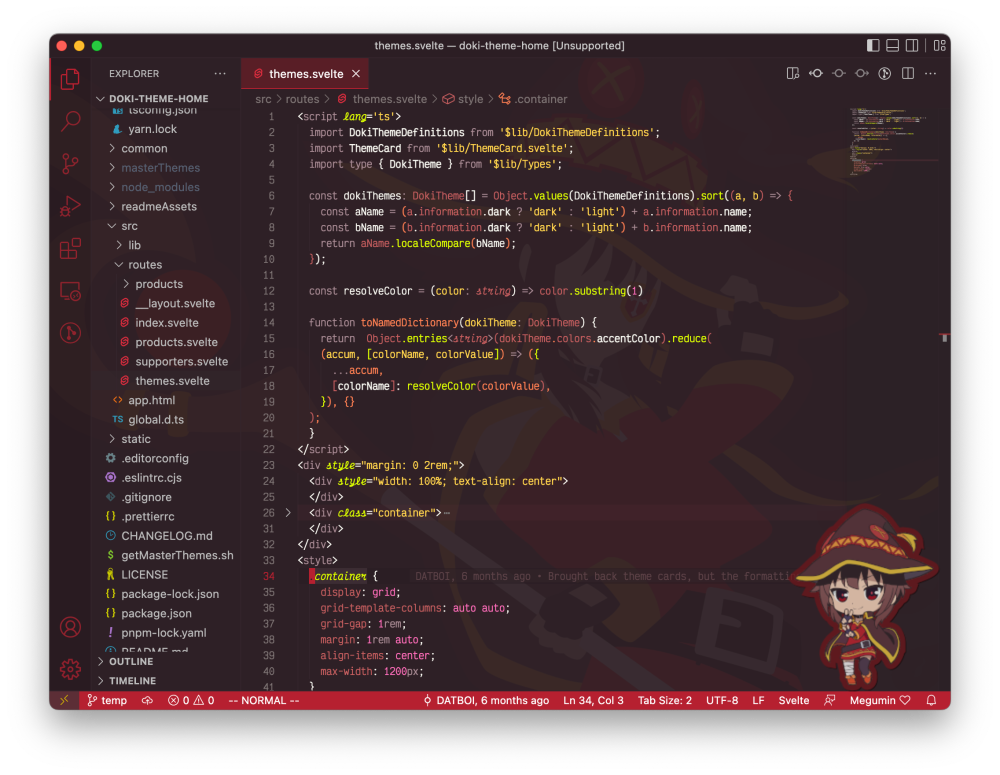 themes.svelte — doki-theme-home [Unsupported]
EXPLORER
themes.svelte
DOKI-THEME-HOME
src > routes > themes.svelte > style > .container
tsconfig.json
yarn.lock
common
masterThemes
node_modules
readmeAssets
src
lib
routes
products
__layout.svelte
index.svelte
products.svelte
supporters.svelte
themes.svelte
app.html
TS global.d.ts
static
.editorconfig
.eslintrc.cjs
.gitignore
{} .prettierrc
CHANGELOG.md
$ getMasterThemes.sh
LICENSE
{} package-lock.json
{} package.json
! pnpm-lock.yaml
README.md
OUTLINE
TIMELINE
1 <script lang='ts'>
2 import DokiThemeDefinitions from '$lib/DokiThemeDefinitions';
3 import ThemeCard from '$lib/ThemeCard.svelte';
4 import type { DokiTheme } from '$lib/Types';
5
6 const dokiThemes: DokiTheme[] = Object.values(DokiThemeDefinitions).sort((a, b) => {
7 const aName = (a.information.dark ? 'dark' : 'light') + a.information.name;
8 const bName = (b.information.dark ? 'dark' : 'light') + b.information.name;
9 return aName.localeCompare(bName);
10 });
11
12 const resolveColor = (color: string) => color.substring(1)
13
14 function toNamedDictionary(dokiTheme: DokiTheme) {
15 return Object.entries<string>(dokiTheme.colors.accentColor).reduce(
16 (accum, [colorName, colorValue]) => ({
17 ...accum,
18 [colorName]: resolveColor(colorValue),
19 }), {}
20 );
21 }
22 </script>
23 <div style="margin: 0 2rem;">
24 <div style="width: 100%; text-align: center">
25 </div>
26 <div class="container">⋯
31 </div>
32 </div>
33 <style>
34 .container { DATBOI, 6 months ago • Brought back theme cards, but the formatti
35 display: grid;
36 grid-template-columns: auto auto;
37 grid-gap: 1rem;
38 margin: 1rem auto;
39 align-items: center;
40 max-width: 1200px;
41 }
temp
0 0
-- NORMAL --
DATBOI, 6 months ago
Ln 34, Col 3
Tab Size: 2
UTF-8
LF
Svelte
Megumin ♡